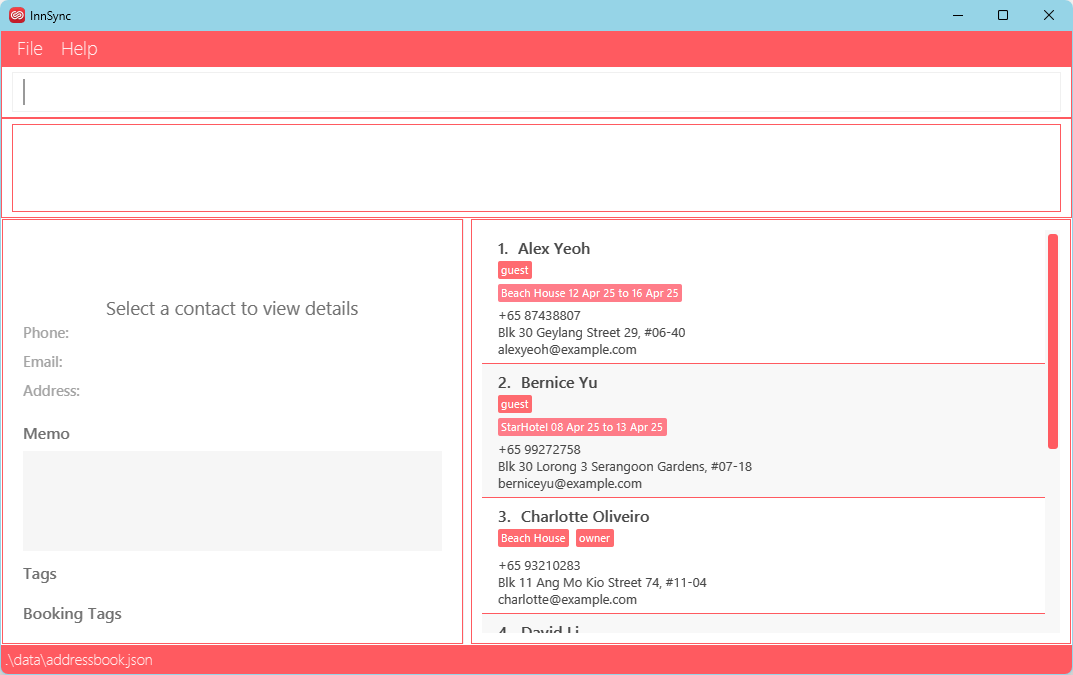 InnSync
File Help
Select a contact to view details
Phone:
Email:
Address:
Memo
Tags
Booking Tags
1. Alex Yeoh
guest
Beach House 12 Apr 25 to 16 Apr 25
+65 87438807
Blk 30 Geylang Street 29, #06-40
alexyeoh@example.com
2. Bernice Yu
guest
StarHotel 08 Apr 25 to 13 Apr 25
+65 99272758
Blk 30 Lorong 3 Serangoon Gardens, #07-18
berniceyu@example.com
3. Charlotte Oliveiro
Beach House owner
+65 93210283
Blk 11 Ang Mo Kio Street 74, #11-04
charlotte@example.com
4. David Li
.\data\addressbook.json